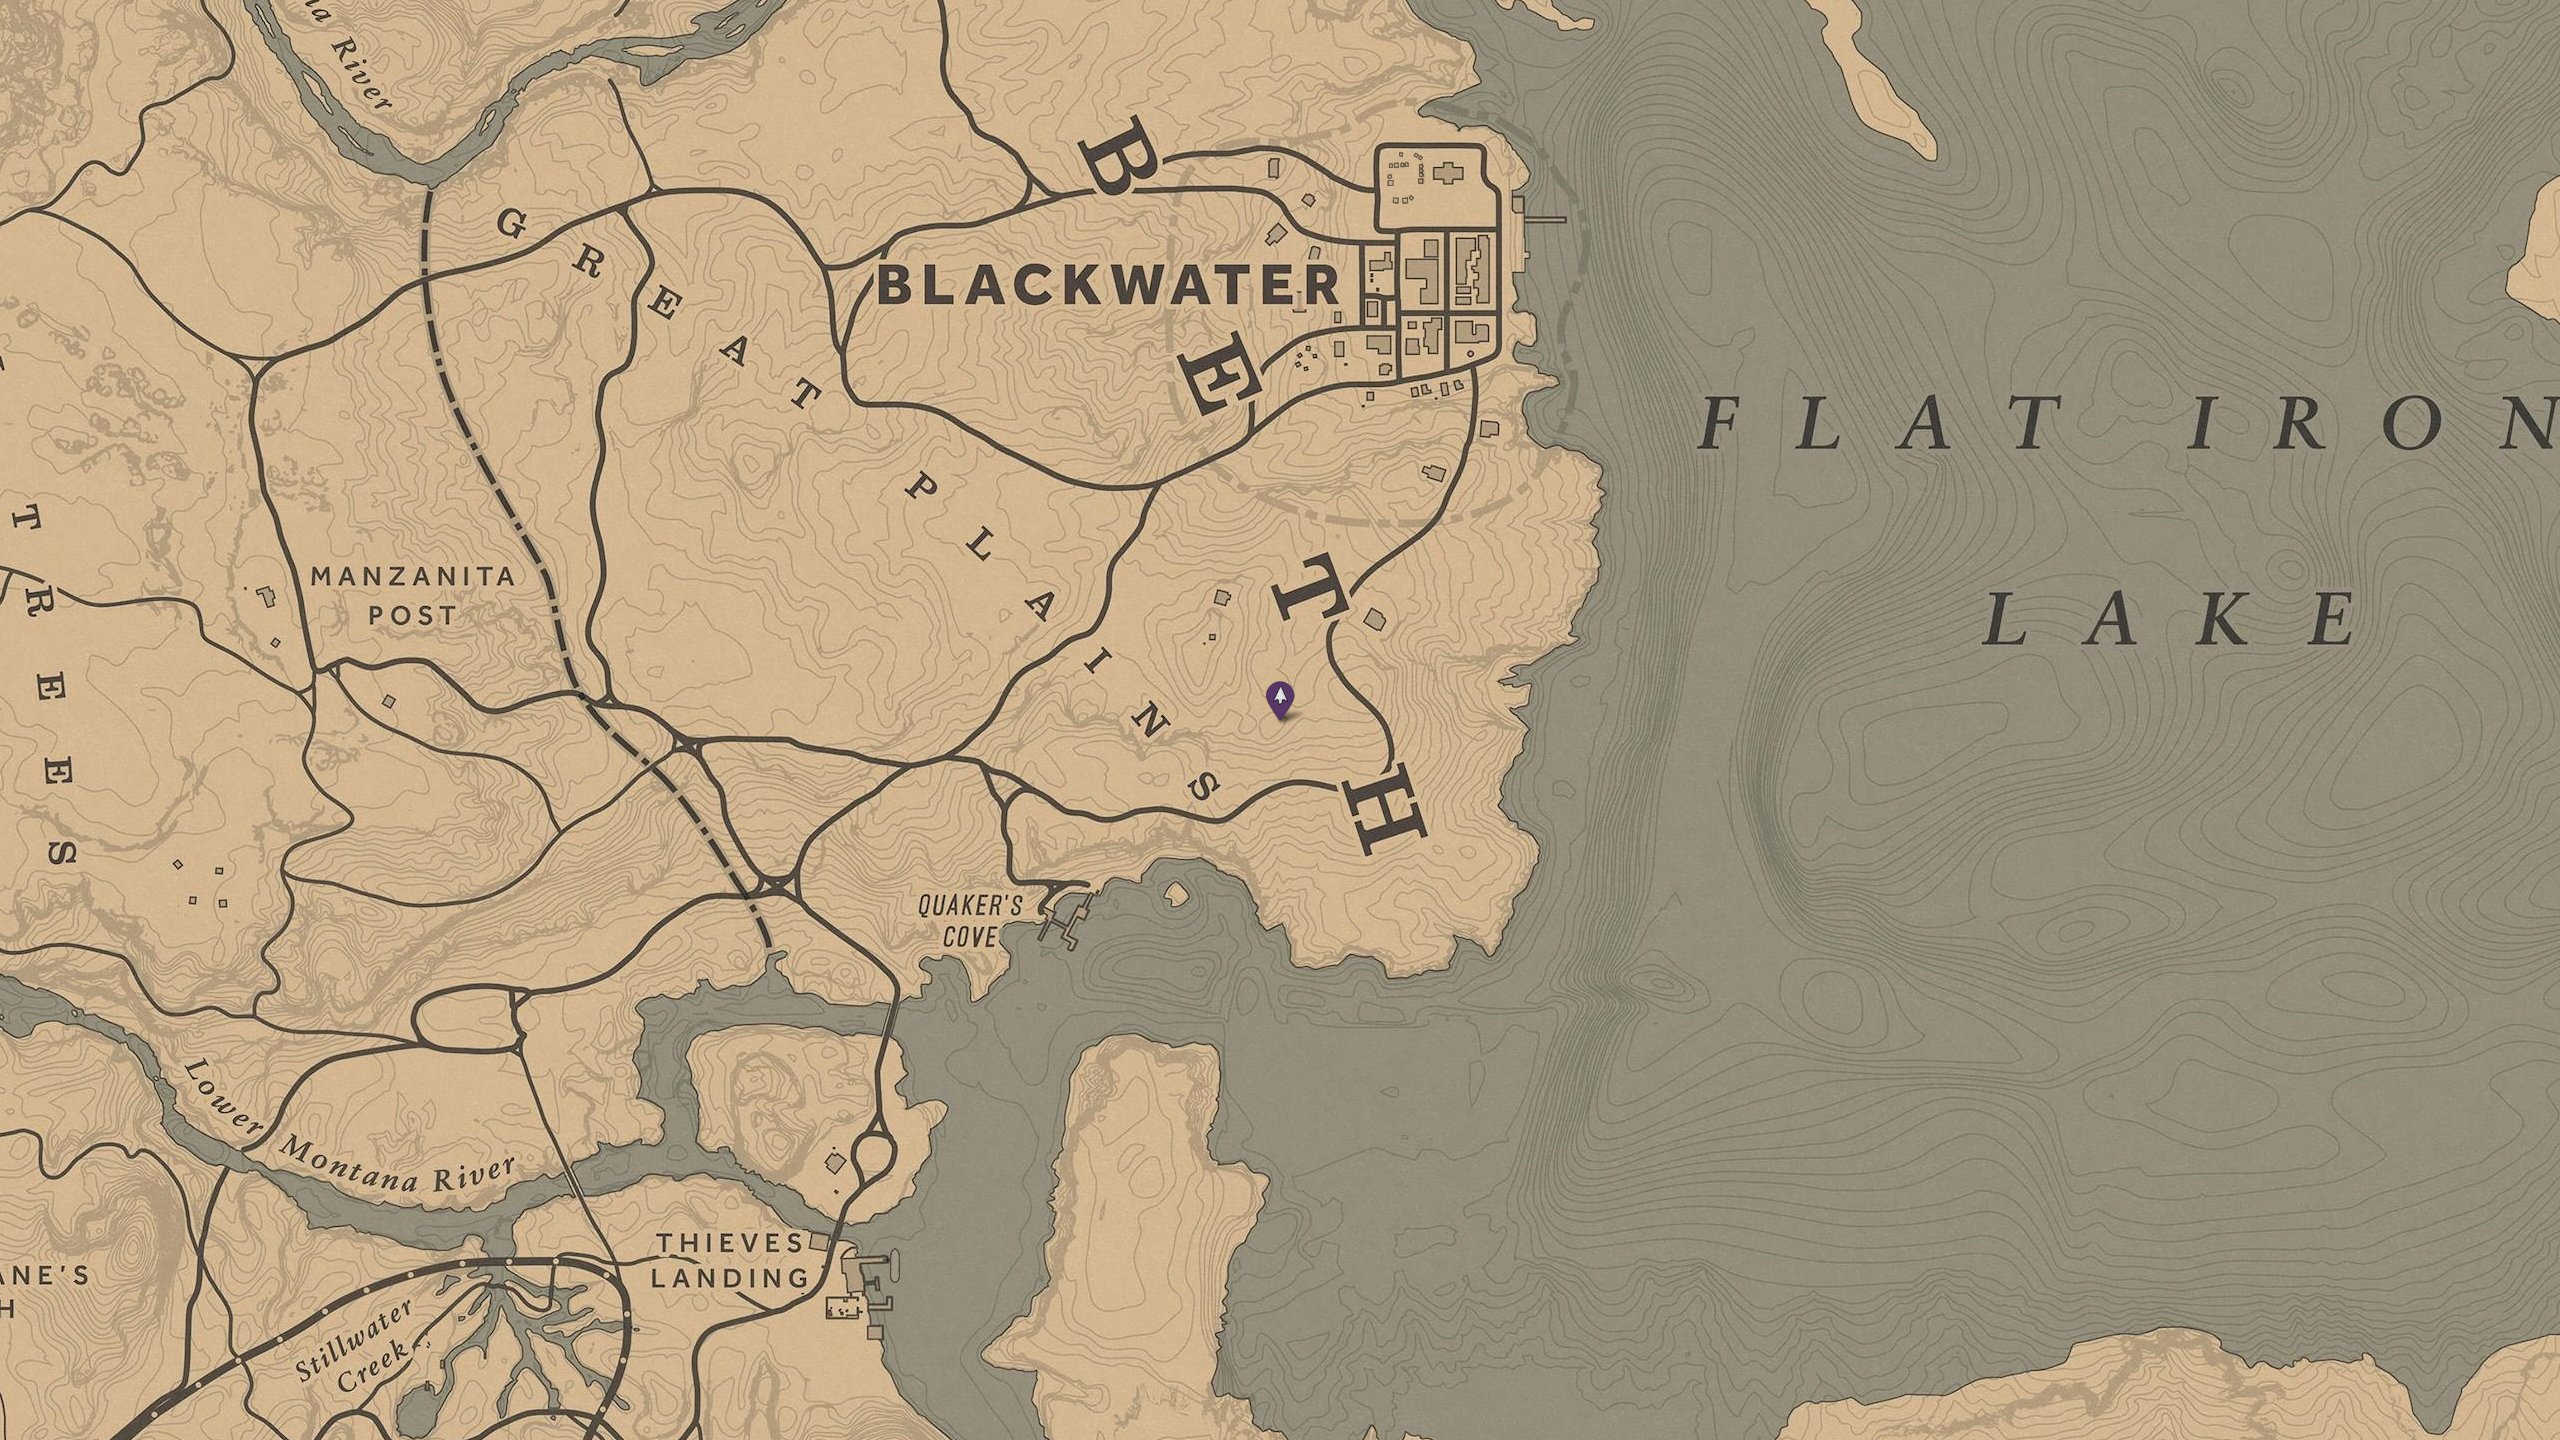 na River
GREAT PLAINS
B E T H
BLACKWATER
FLAT IRON
LAKE
TREES
MANZANITA
POST
QUAKER'S
COVE
Lower Montana River
THIEVES
LANDING
ANE'S
H
Stillwater
Creek